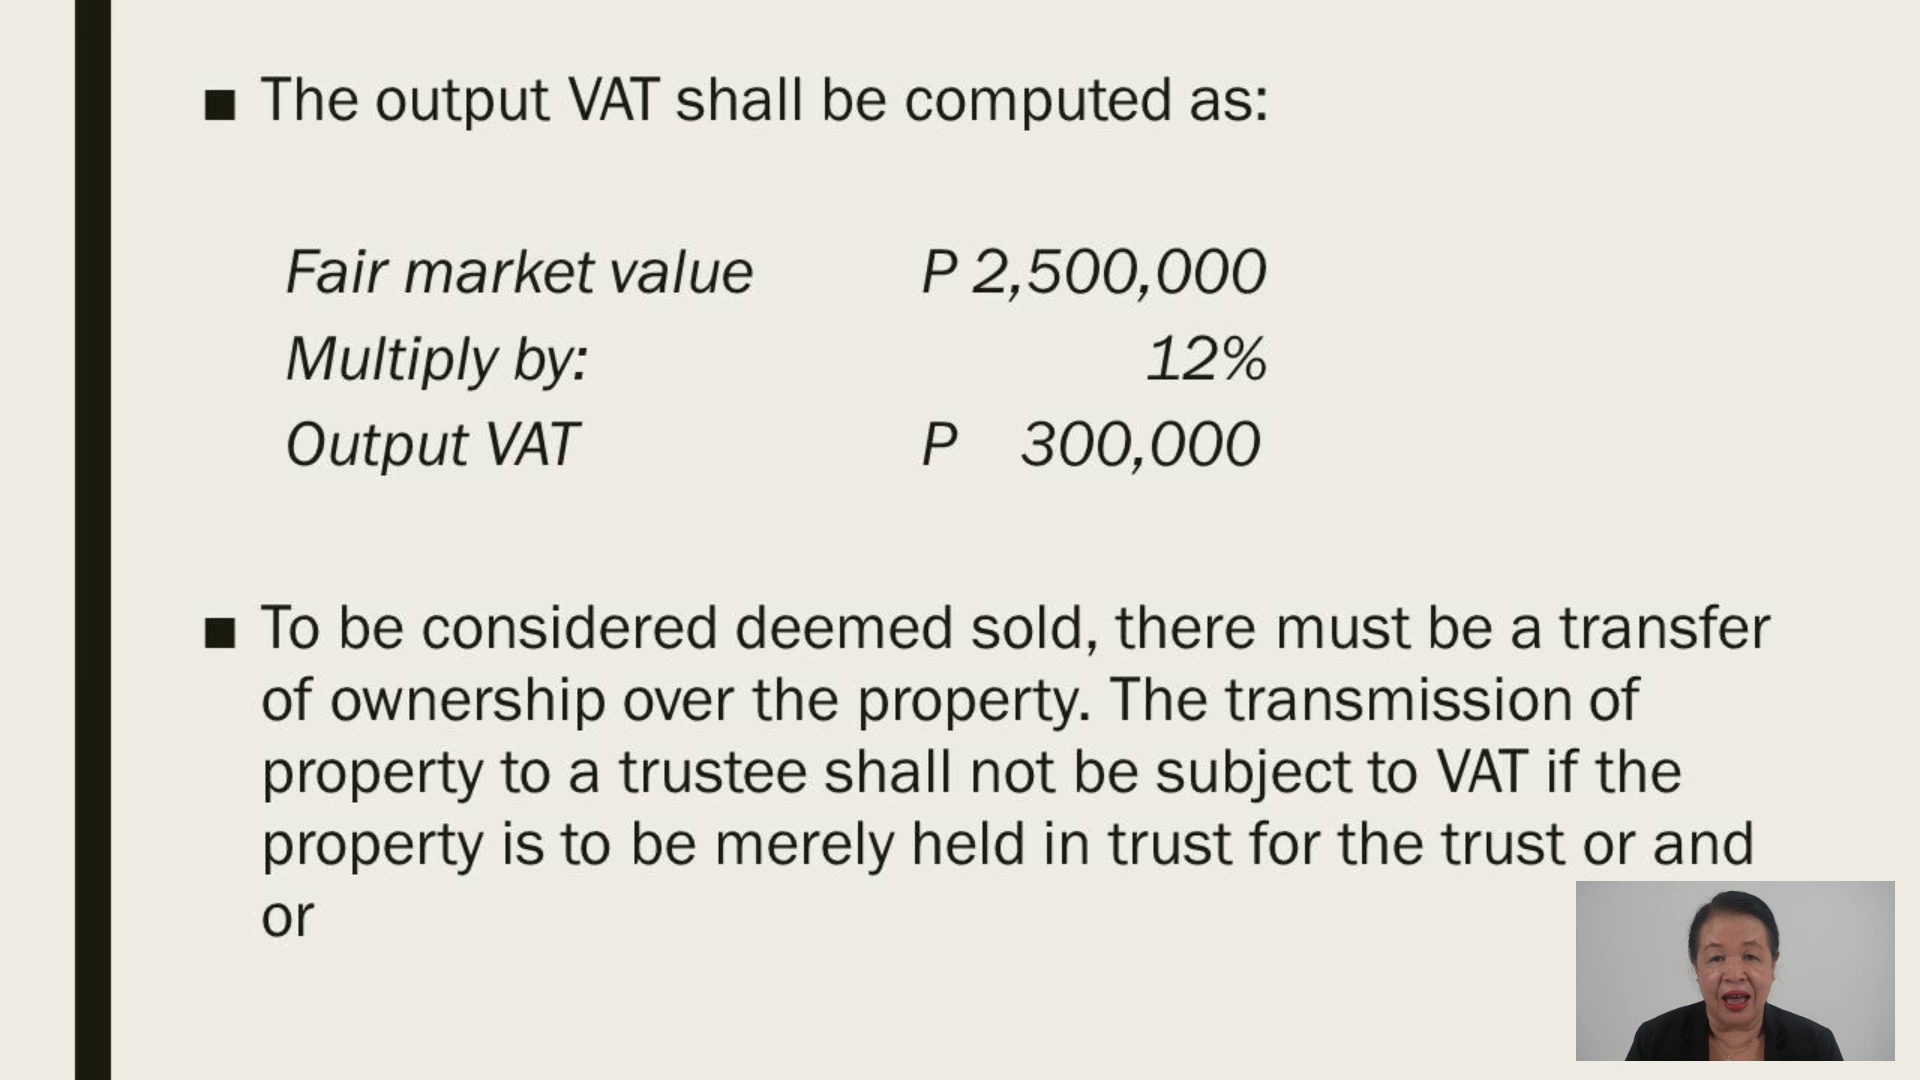 ■ The output VAT shall be computed as:
Fair market value P 2,500,000
Multiply by: 12%
Output VAT P 300,000
■ To be considered deemed sold, there must be a transfer
of ownership over the property. The transmission of
property to a trustee shall not be subject to VAT if the
property is to be merely held in trust for the trust or and
or